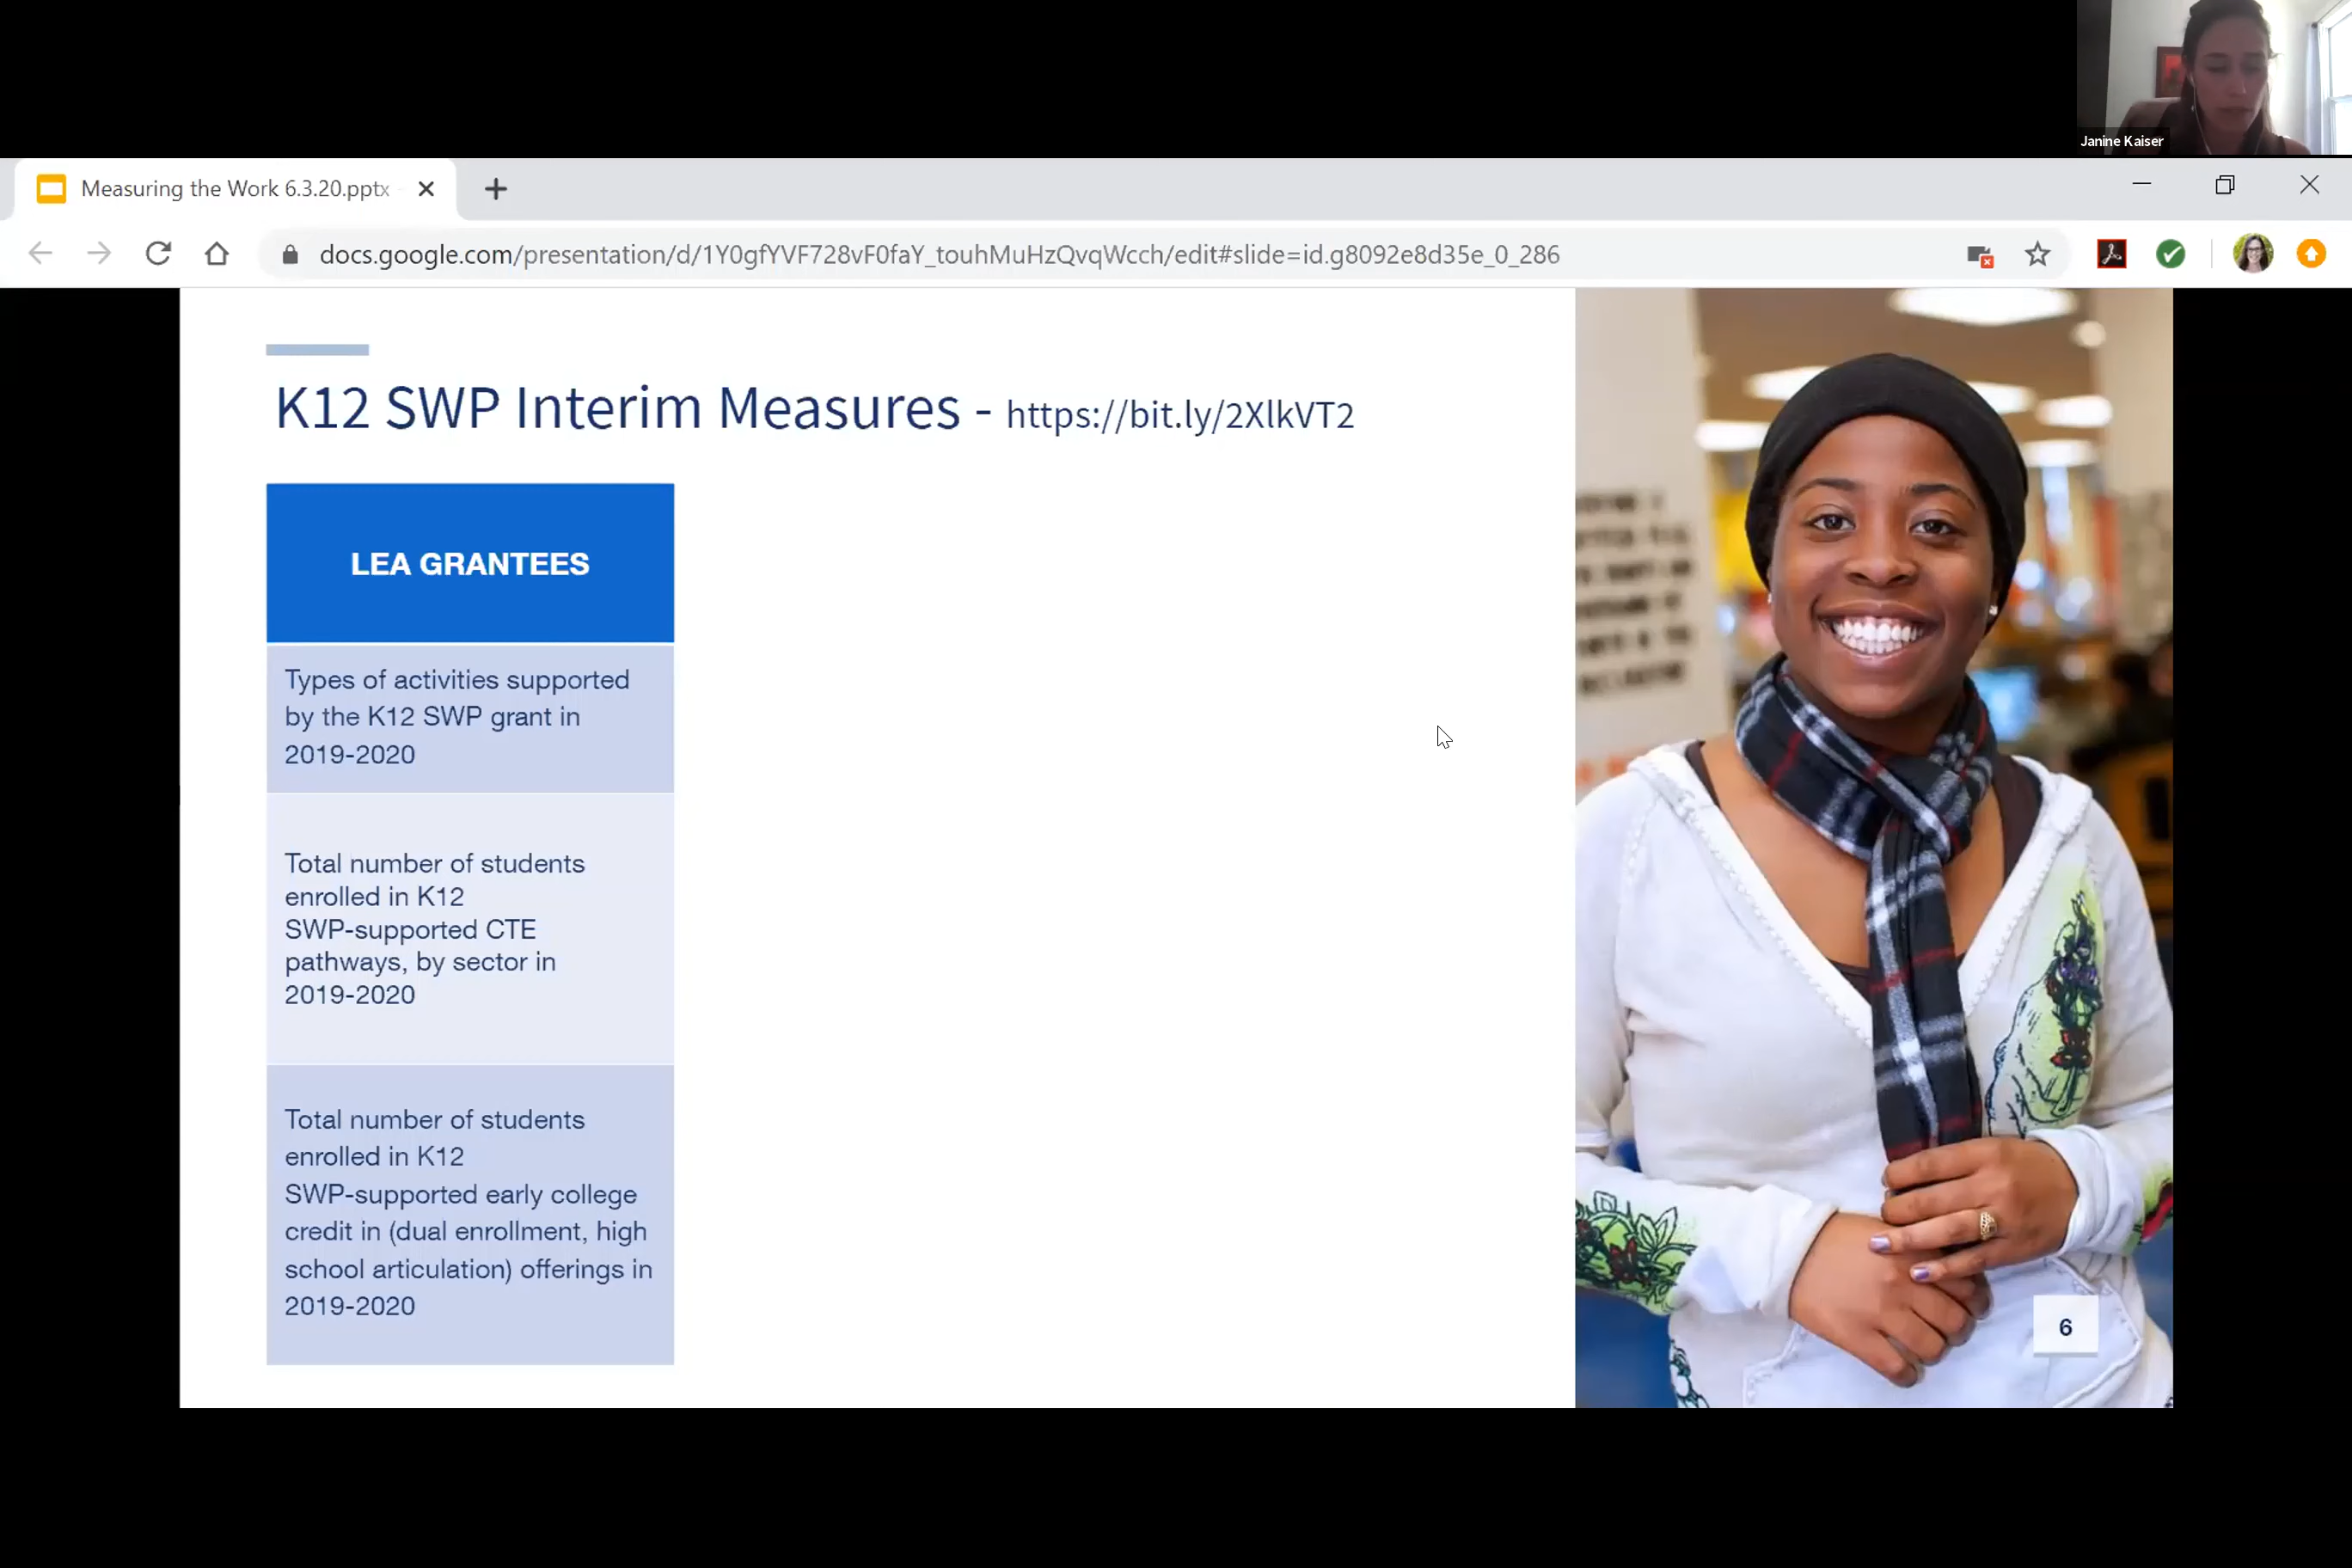 Janine Kaiser
Measuring the Work 6.3.20.pptx
docs.google.com/presentation/d/1Y0gfYVF728vF0faY_touhMuHzQvqWcch/edit#slide=id.g8092e8d35e_0_286
K12 SWP Interim Measures - https://bit.ly/2XlkVT2
LEA GRANTEES
Types of activities supported
by the K12 SWP grant in
2019-2020
Total number of students
enrolled in K12
SWP-supported CTE
pathways, by sector in
2019-2020
Total number of students
enrolled in K12
SWP-supported early college
credit in (dual enrollment, high
school articulation) offerings in
2019-2020
6